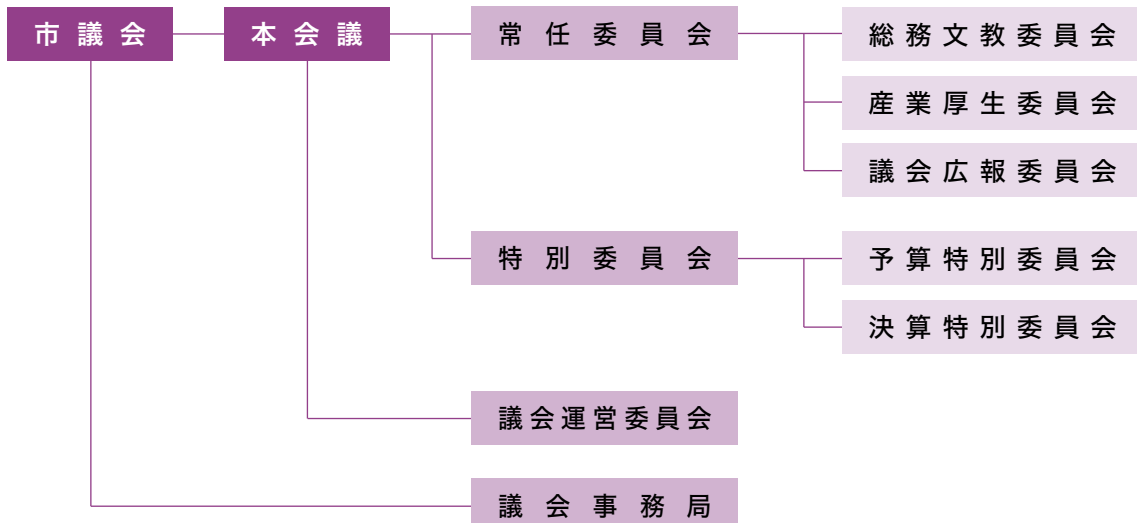 市議会
本会議
常任委員会
総務文教委員会
産業厚生委員会
議会広報委員会
特別委員会
予算特別委員会
決算特別委員会
議会運営委員会
議会事務局